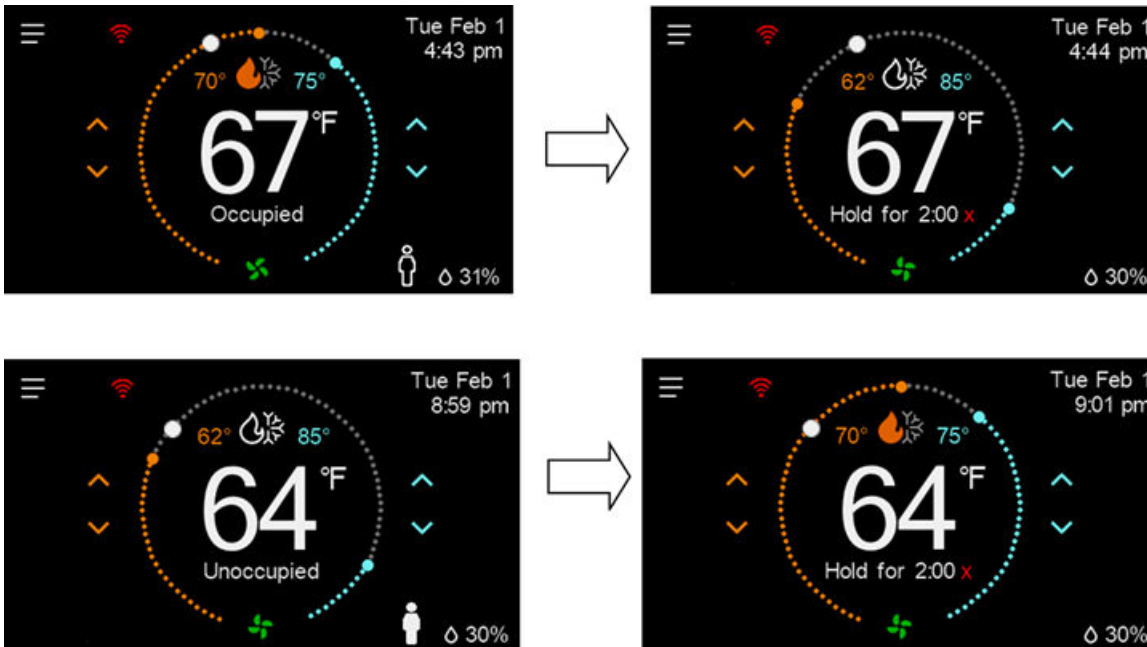 Tue Feb 1
4:43 pm
70° 75°
67°F
Occupied
31%
Tue Feb 1
4:44 pm
62° 85°
67°F
Hold for 2:00 x
30%
Tue Feb 1
8:59 pm
62° 85°
64°F
Unoccupied
30%
Tue Feb 1
9:01 pm
70° 75°
64°F
Hold for 2:00 x
30%